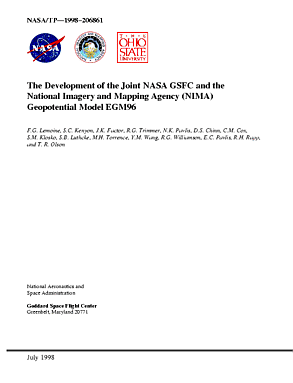 NASA/TP—1998–206861
NASA
THE
OHIO
STATE
UNIVERSITY
The Development of the Joint NASA GSFC and the
National Imagery and Mapping Agency (NIMA)
Geopotential Model EGM96
F.G. Lemoine, S.C. Kenyon, J.K. Factor, R.G. Trimmer, N.K. Pavlis, D.S. Chinn, C.M. Cox,
S.M. Klosko, S.B. Luthcke, M.H. Torrence, Y.M. Wang, R.G. Williamson, E.C. Pavlis, R.H. Rapp,
and T. R. Olson
National Aeronautics and
Space Administration
Goddard Space Flight Center
Greenbelt, Maryland 20771
July 1998